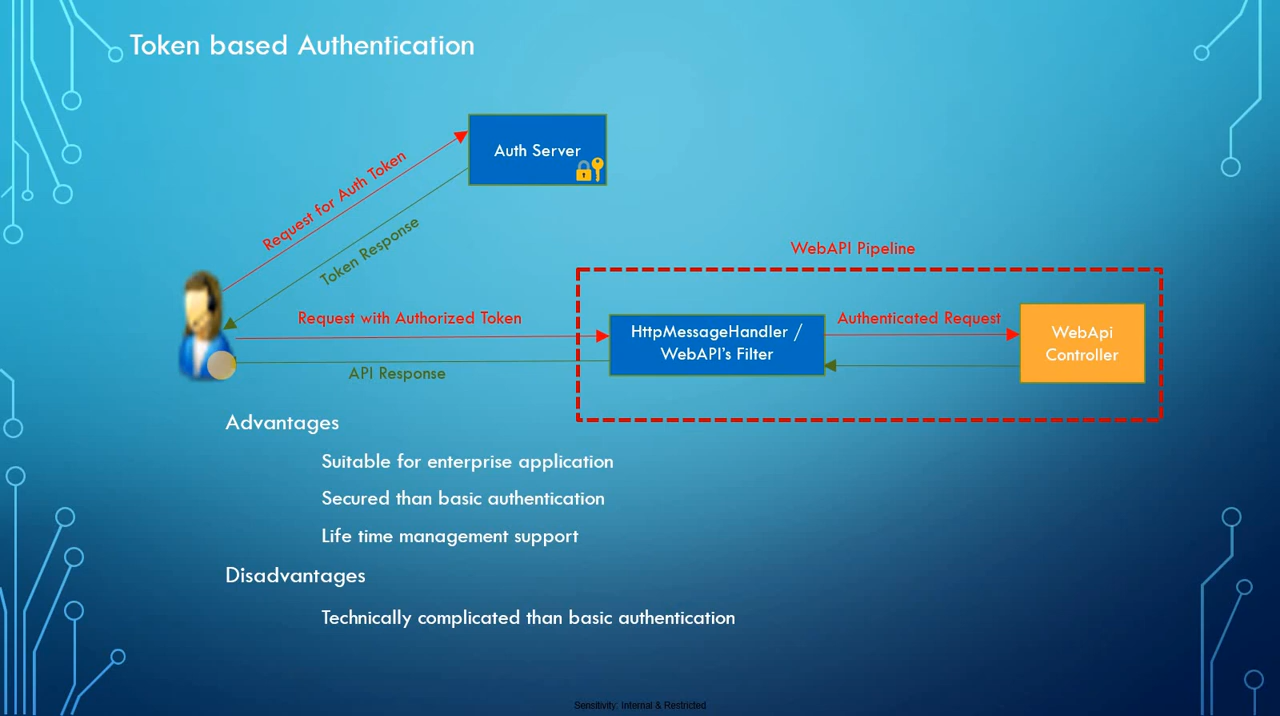 Token based Authentication
Auth Server
Request for Auth Token
Token Response
WebAPI Pipeline
Request with Authorized Token
HttpMessageHandler /
WebAPI's Filter
Authenticated Request
WebApi
Controller
API Response
Advantages
Suitable for enterprise application
Secured than basic authentication
Life time management support
Disadvantages
Technically complicated than basic authentication
Sensitivity: Internal & Restricted